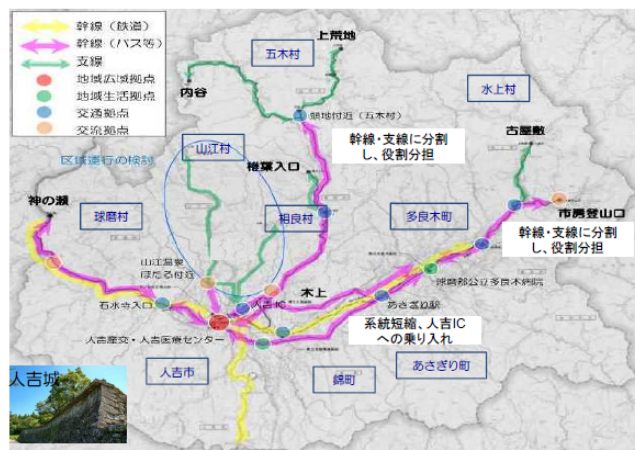 幹線(鉄道)
幹線(バス等)
支線
地域広域拠点
地域生活拠点
交通拠点
交流拠点
上荒地
五木村
内谷
水上村
頭地付近(五木村)
幹線・支線に分割
し、役割分担
古屋敷
区域運行の検討
山江村
椎葉入口
神の瀬
球磨村
相良村
多良木町
市房登山口
幹線・支線に分割
し、役割分担
山江温泉
ほたる付近
木上
球磨郡公立多良木病院
石水寺入口
人吉IC
あさぎり駅
人吉産交・人吉医療センター
系統短縮、人吉IC
への乗り入れ
人吉城
人吉市
錦町
あさぎり町